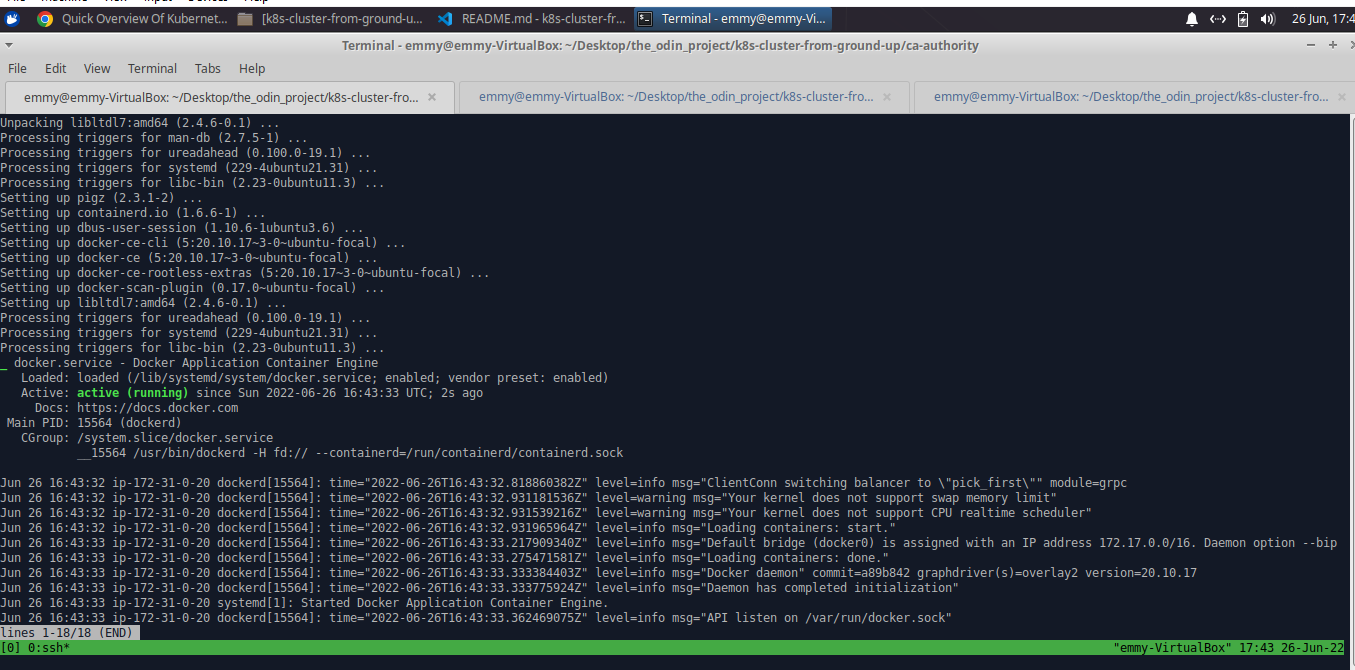 Quick Overview Of Kubernet... [k8s-cluster-from-ground-u... README.md - k8s-cluster-fr... Terminal - emmy@emmy-Vi... 26 Jun, 17:4
Terminal - emmy@emmy-VirtualBox: ~/Desktop/the_odin_project/k8s-cluster-from-ground-up/ca-authority
File Edit View Terminal Tabs Help
emmy@emmy-VirtualBox: ~/Desktop/the_odin_project/k8s-cluster-fro... emmy@emmy-VirtualBox: ~/Desktop/the_odin_project/k8s-cluster-fro... emmy@emmy-VirtualBox: ~/Desktop/the_odin_project/k8s-cluster-fro...
Unpacking libltdl7:amd64 (2.4.6-0.1) ...
Processing triggers for man-db (2.7.5-1) ...
Processing triggers for ureadahead (0.100.0-19.1) ...
Processing triggers for systemd (229-4ubuntu21.31) ...
Processing triggers for libc-bin (2.23-0ubuntu11.3) ...
Setting up pigz (2.3.1-2) ...
Setting up containerd.io (1.6.6-1) ...
Setting up dbus-user-session (1.10.6-1ubuntu3.6) ...
Setting up docker-ce-cli (5:20.10.17~3-0~ubuntu-focal) ...
Setting up docker-ce (5:20.10.17~3-0~ubuntu-focal) ...
Setting up docker-ce-rootless-extras (5:20.10.17~3-0~ubuntu-focal) ...
Setting up docker-scan-plugin (0.17.0~ubuntu-focal) ...
Setting up libltdl7:amd64 (2.4.6-0.1) ...
Processing triggers for ureadahead (0.100.0-19.1) ...
Processing triggers for systemd (229-4ubuntu21.31) ...
Processing triggers for libc-bin (2.23-0ubuntu11.3) ...
_ docker.service - Docker Application Container Engine
Loaded: loaded (/lib/systemd/system/docker.service; enabled; vendor preset: enabled)
Active: active (running) since Sun 2022-06-26 16:43:33 UTC; 2s ago
Docs: https://docs.docker.com
Main PID: 15564 (dockerd)
CGroup: /system.slice/docker.service
__15564 /usr/bin/dockerd -H fd:// --containerd=/run/containerd/containerd.sock
Jun 26 16:43:32 ip-172-31-0-20 dockerd[15564]: time="2022-06-26T16:43:32.818860382Z" level=info msg="ClientConn switching balancer to \"pick_first\"" module=grpc
Jun 26 16:43:32 ip-172-31-0-20 dockerd[15564]: time="2022-06-26T16:43:32.931181536Z" level=warning msg="Your kernel does not support swap memory limit"
Jun 26 16:43:32 ip-172-31-0-20 dockerd[15564]: time="2022-06-26T16:43:32.931539216Z" level=warning msg="Your kernel does not support CPU realtime scheduler"
Jun 26 16:43:32 ip-172-31-0-20 dockerd[15564]: time="2022-06-26T16:43:32.931965964Z" level=info msg="Loading containers: start."
Jun 26 16:43:33 ip-172-31-0-20 dockerd[15564]: time="2022-06-26T16:43:33.217909340Z" level=info msg="Default bridge (docker0) is assigned with an IP address 172.17.0.0/16. Daemon option --bip
Jun 26 16:43:33 ip-172-31-0-20 dockerd[15564]: time="2022-06-26T16:43:33.275471581Z" level=info msg="Loading containers: done."
Jun 26 16:43:33 ip-172-31-0-20 dockerd[15564]: time="2022-06-26T16:43:33.333384403Z" level=info msg="Docker daemon" commit=a89b842 graphdriver(s)=overlay2 version=20.10.17
Jun 26 16:43:33 ip-172-31-0-20 dockerd[15564]: time="2022-06-26T16:43:33.333775924Z" level=info msg="Daemon has completed initialization"
Jun 26 16:43:33 ip-172-31-0-20 systemd[1]: Started Docker Application Container Engine.
Jun 26 16:43:33 ip-172-31-0-20 dockerd[15564]: time="2022-06-26T16:43:33.362469075Z" level=info msg="API listen on /var/run/docker.sock"
lines 1-18/18 (END)
[0] 0:ssh* "emmy-VirtualBox" 17:43 26-Jun-22